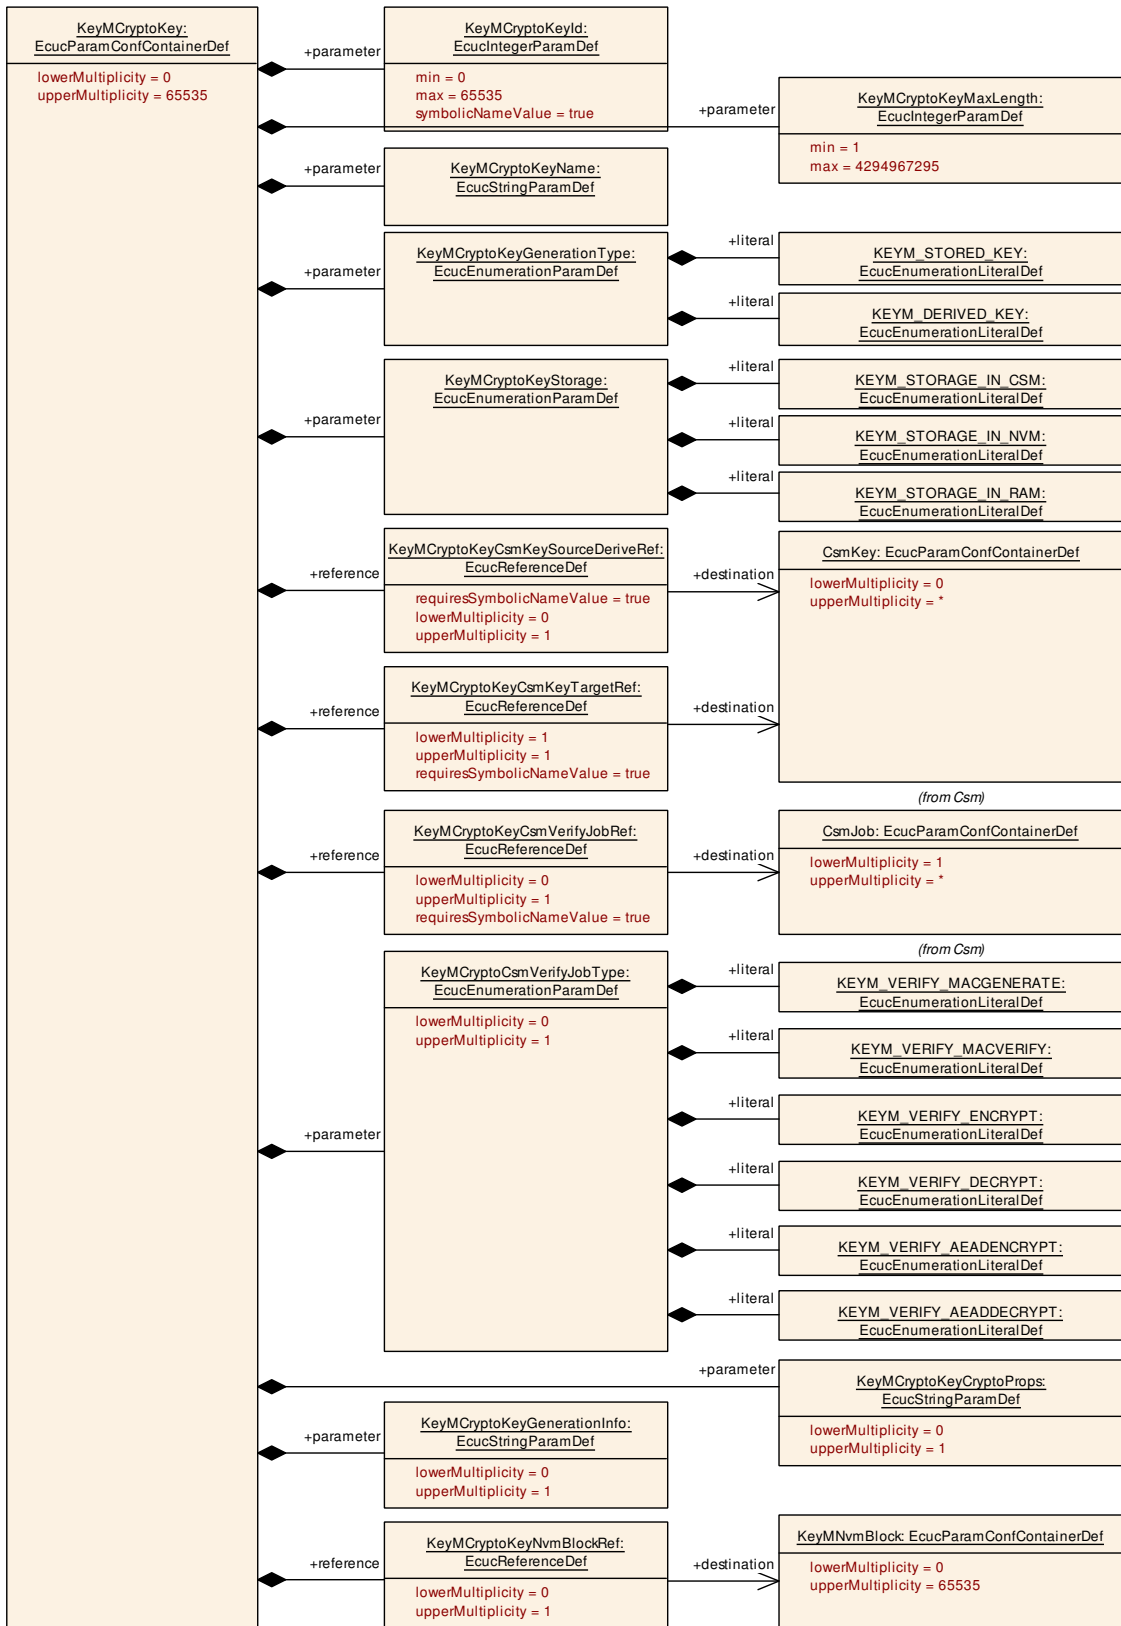 KeyMCryptoKey:
EcucParamConfContainerDef
lowerMultiplicity = 0
upperMultiplicity = 65535
+parameter
KeyMCryptoKeyId:
EcucIntegerParamDef
min = 0
max = 65535
symbolicNameValue = true
+parameter
KeyMCryptoKeyMaxLength:
EcucIntegerParamDef
min = 1
max = 4294967295
+parameter
KeyMCryptoKeyName:
EcucStringParamDef
+parameter
KeyMCryptoKeyGenerationType:
EcucEnumerationParamDef
+literal
KEYM_STORED_KEY:
EcucEnumerationLiteralDef
+literal
KEYM_DERIVED_KEY:
EcucEnumerationLiteralDef
+parameter
KeyMCryptoKeyStorage:
EcucEnumerationParamDef
+literal
KEYM_STORAGE_IN_CSM:
EcucEnumerationLiteralDef
+literal
KEYM_STORAGE_IN_NVM:
EcucEnumerationLiteralDef
+literal
KEYM_STORAGE_IN_RAM:
EcucEnumerationLiteralDef
+reference
KeyMCryptoKeyCsmKeySourceDeriveRef:
EcucReferenceDef
requiresSymbolicNameValue = true
lowerMultiplicity = 0
upperMultiplicity = 1
+destination
CsmKey: EcucParamConfContainerDef
lowerMultiplicity = 0
upperMultiplicity = *
+reference
KeyMCryptoKeyCsmKeyTargetRef:
EcucReferenceDef
lowerMultiplicity = 1
upperMultiplicity = 1
requiresSymbolicNameValue = true
+destination
(from Csm)
+reference
KeyMCryptoKeyCsmVerifyJobRef:
EcucReferenceDef
lowerMultiplicity = 0
upperMultiplicity = 1
requiresSymbolicNameValue = true
+destination
CsmJob: EcucParamConfContainerDef
lowerMultiplicity = 1
upperMultiplicity = *
(from Csm)
+parameter
KeyMCryptoCsmVerifyJobType:
EcucEnumerationParamDef
lowerMultiplicity = 0
upperMultiplicity = 1
+literal
KEYM_VERIFY_MACGENERATE:
EcucEnumerationLiteralDef
+literal
KEYM_VERIFY_MACVERIFY:
EcucEnumerationLiteralDef
+literal
KEYM_VERIFY_ENCRYPT:
EcucEnumerationLiteralDef
+literal
KEYM_VERIFY_DECRYPT:
EcucEnumerationLiteralDef
+literal
KEYM_VERIFY_AEADENCRYPT:
EcucEnumerationLiteralDef
+literal
KEYM_VERIFY_AEADDECRYPT:
EcucEnumerationLiteralDef
+parameter
KeyMCryptoKeyCryptoProps:
EcucStringParamDef
lowerMultiplicity = 0
upperMultiplicity = 1
+parameter
KeyMCryptoKeyGenerationInfo:
EcucStringParamDef
lowerMultiplicity = 0
upperMultiplicity = 1
+reference
KeyMCryptoKeyNvmBlockRef:
EcucReferenceDef
lowerMultiplicity = 0
upperMultiplicity = 1
+destination
KeyMNvmBlock: EcucParamConfContainerDef
lowerMultiplicity = 0
upperMultiplicity = 65535